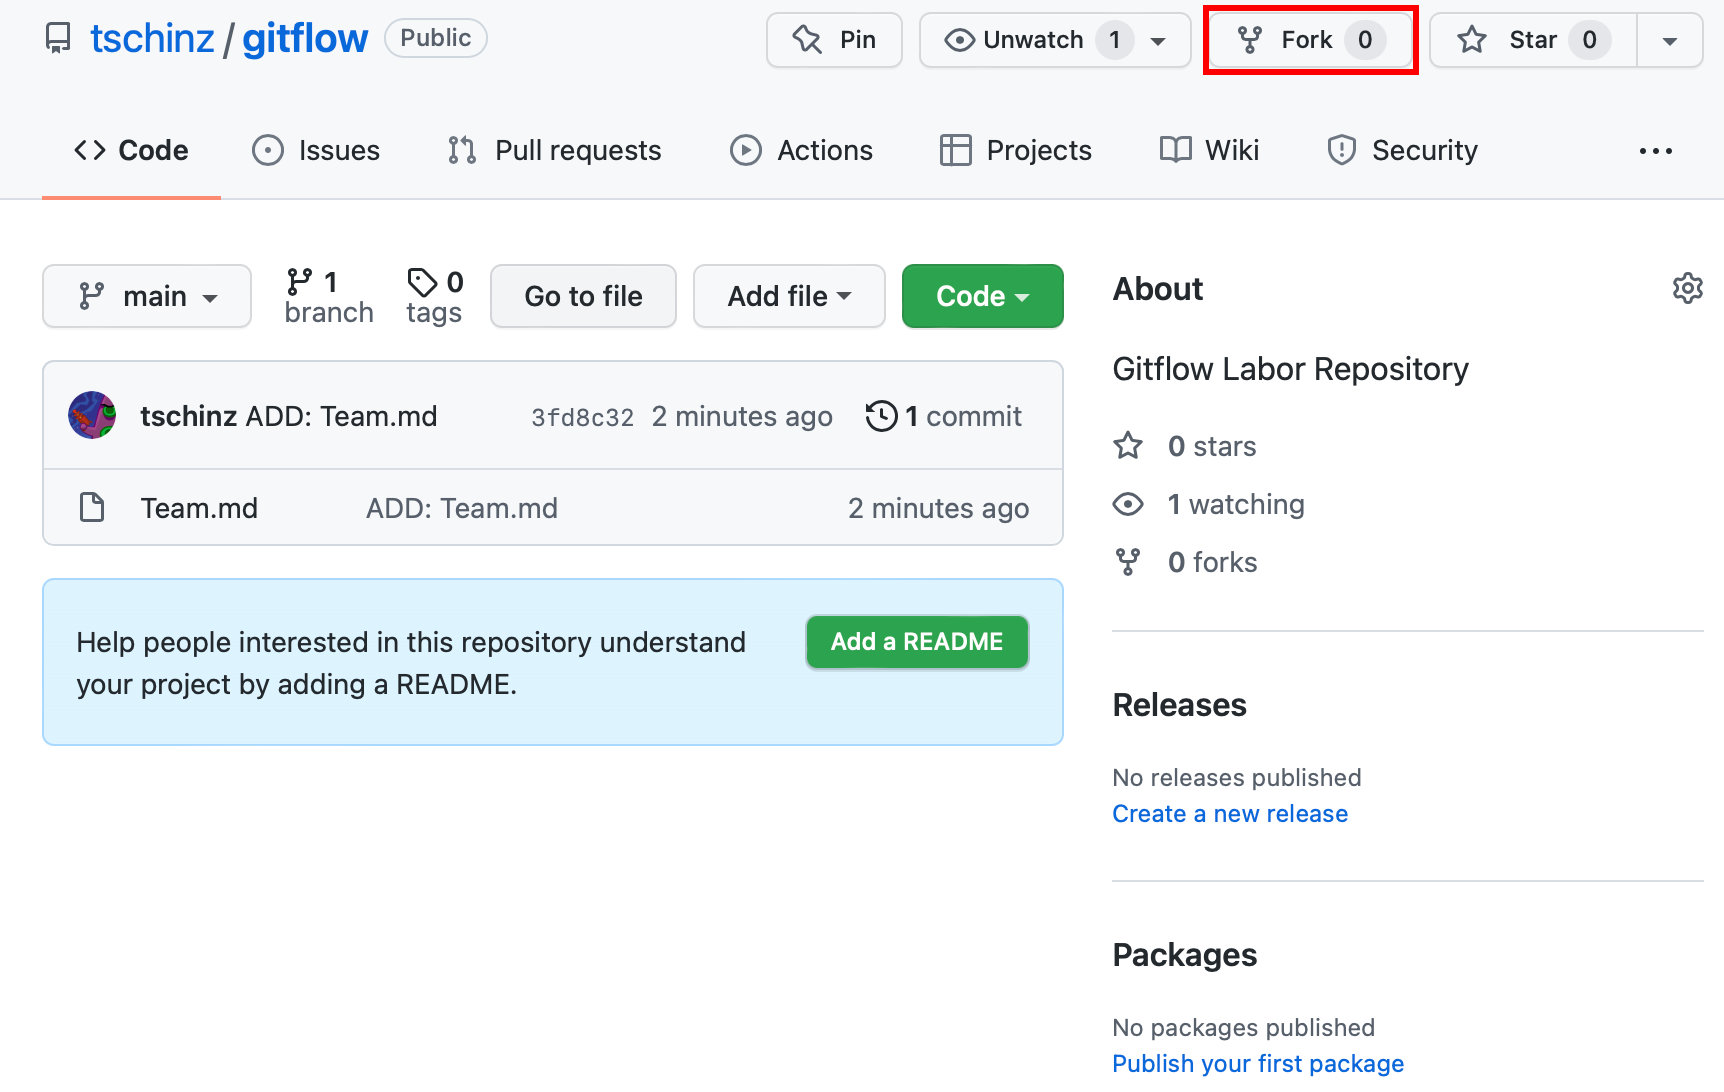 tschinz / gitflow Public
Pin
Unwatch 1
Fork 0
Star 0
Code
Issues
Pull requests
Actions
Projects
Wiki
Security
main
1
branch
0
tags
Go to file
Add file
Code
tschinz ADD: Team.md 3fd8c32 2 minutes ago 1 commit
Team.md ADD: Team.md 2 minutes ago
Help people interested in this repository understand
your project by adding a README.
Add a README
About
Gitflow Labor Repository
0 stars
1 watching
0 forks
Releases
No releases published
Create a new release
Packages
No packages published
Publish your first package